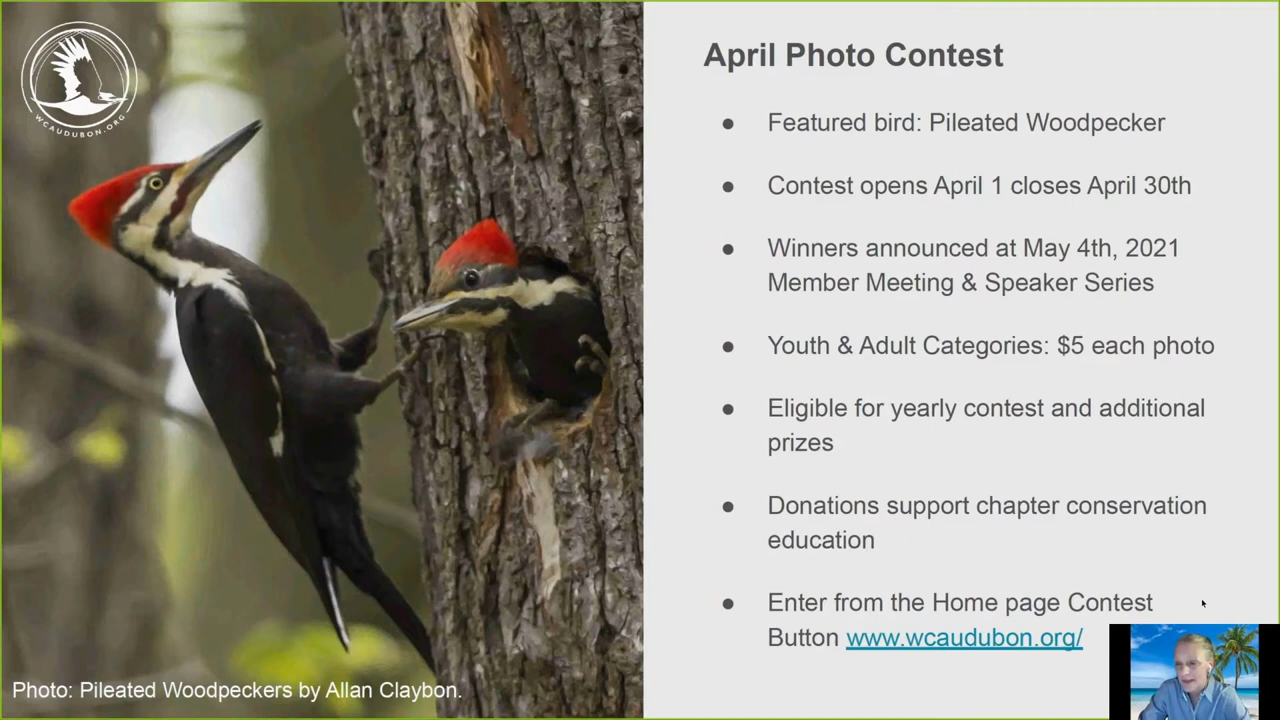 WCAUDUBON.ORG
April Photo Contest
● Featured bird: Pileated Woodpecker
● Contest opens April 1 closes April 30th
● Winners announced at May 4th, 2021
Member Meeting & Speaker Series
● Youth & Adult Categories: $5 each photo
● Eligible for yearly contest and additional
prizes
● Donations support chapter conservation
education
● Enter from the Home page Contest
Button www.wcaudubon.org/
Photo: Pileated Woodpeckers by Allan Claybon.